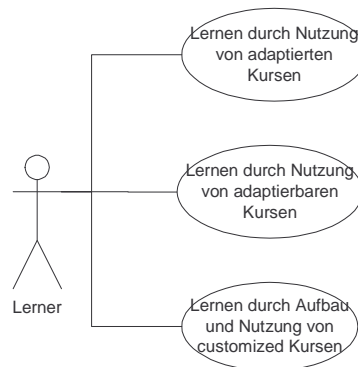 Lernen durch Nutzung
von adaptierten
Kursen
Lernen durch Nutzung
von adaptierbaren
Kursen
Lerner
Lernen durch Aufbau
und Nutzung von
customized Kursen